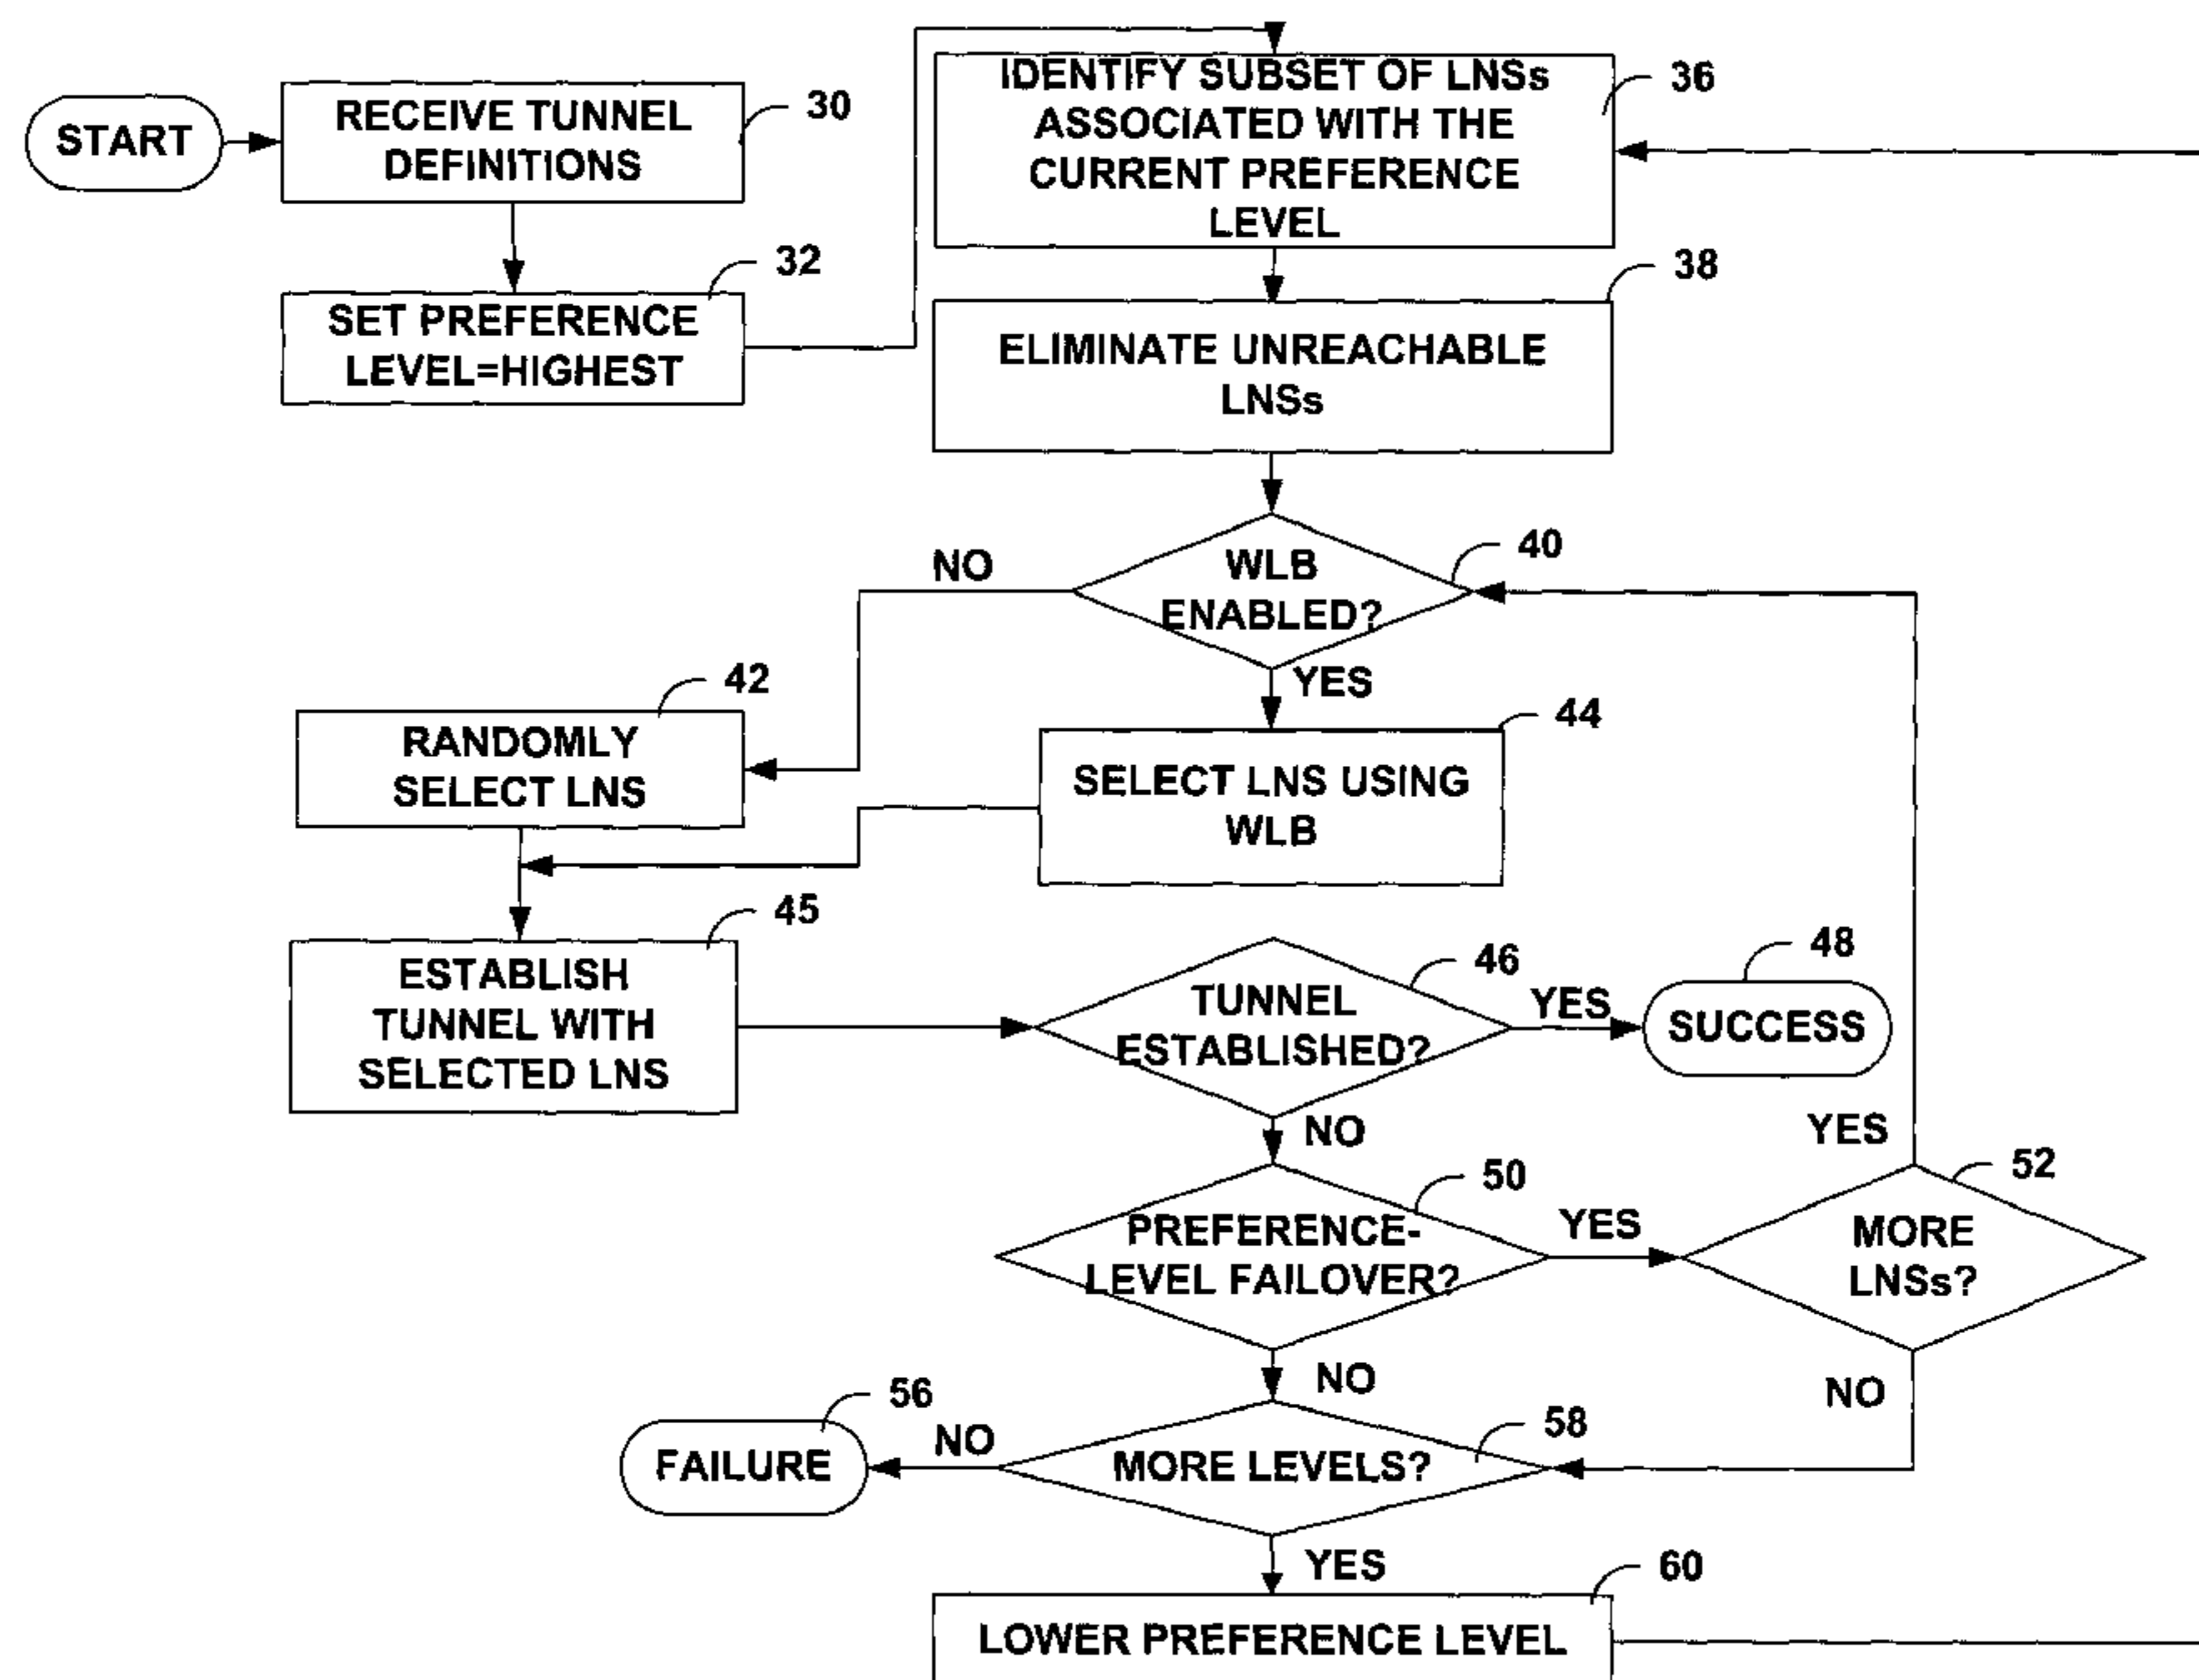 START
RECEIVE TUNNEL
DEFINITIONS
30
SET PREFERENCE
LEVEL=HIGHEST
32
IDENTIFY SUBSET OF LNSs
ASSOCIATED WITH THE
CURRENT PREFERENCE
LEVEL
36
ELIMINATE UNREACHABLE
LNSs
38
WLB
ENABLED?
40
NO
YES
RANDOMLY
SELECT LNS
42
SELECT LNS USING
WLB
44
ESTABLISH
TUNNEL WITH
SELECTED LNS
45
TUNNEL
ESTABLISHED?
46
YES
SUCCESS
48
NO
PREFERENCE-
LEVEL FAILOVER?
50
YES
MORE
LNSs?
52
YES
NO
NO
MORE LEVELS?
58
NO
FAILURE
56
YES
LOWER PREFERENCE LEVEL
60